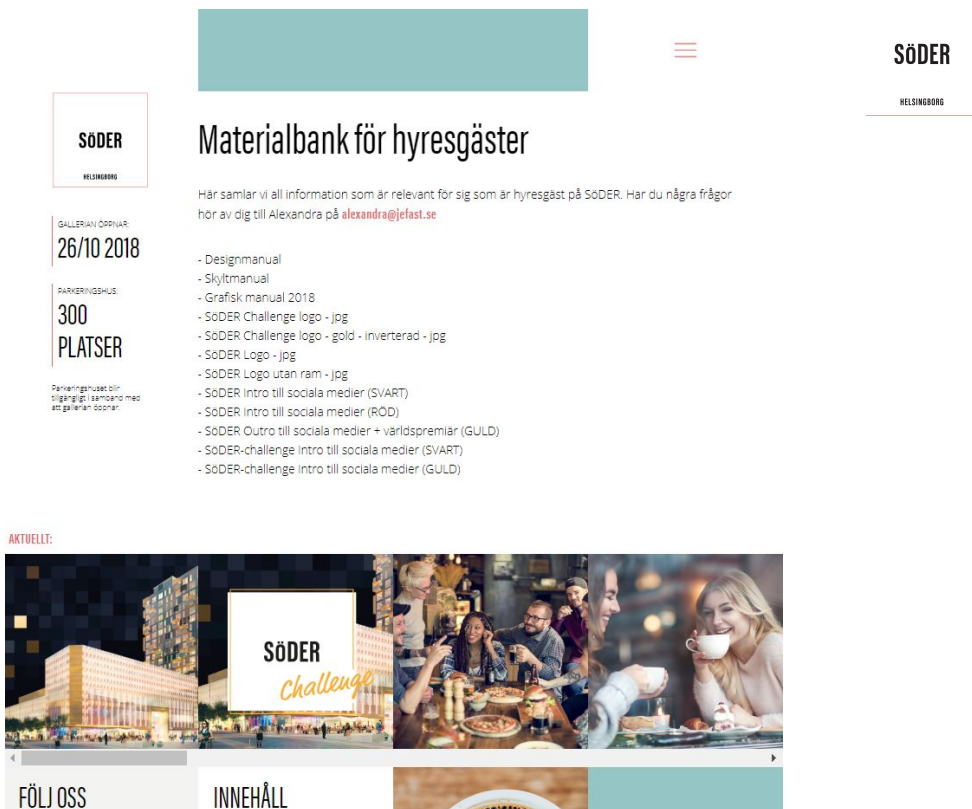 SöDER
HELSINGBORG
SöDER
HELSINGBORG
GALLERIAN ÖPPNAR:
26/10 2018
PARKERINGSHUS:
300
PLATSER
Parkeringshuset blir
tillgängligt i samband med
att gallerian öppnar.
Materialbank för hyresgäster
Här samlar vi all information som är relevant för sig som är hyresgäst på SöDER. Har du några frågor
hör av dig till Alexandra på alexandra@jefast.se
- Designmanual
- Skyltmanual
- Grafisk manual 2018
- SöDER Challenge logo - jpg
- SöDER Challenge logo - gold - inverterad - jpg
- SöDER Logo - jpg
- SöDER Logo utan ram - jpg
- SöDER Intro till sociala medier (SVART)
- SöDER Intro till sociala medier (RÖD)
- SöDER Outro till sociala medier + världspremiär (GULD)
- SöDER-challenge Intro till sociala medier (SVART)
- SöDER-challenge Intro till sociala medier (GULD)
AKTUELLT:
SöDER
Challenge
FÖLJ OSS
INNEHÅLL